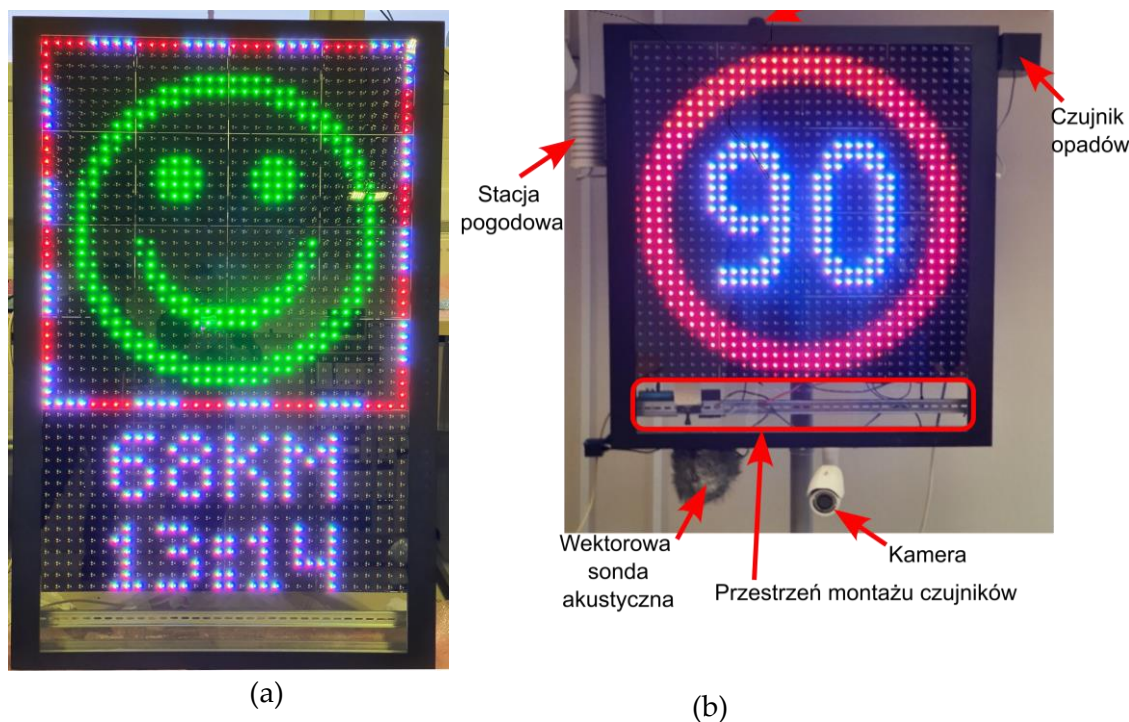 68KM
13:14
(a)
90
Czujnik
opadów
Stacja
pogodowa
Wektorowa
sonda
akustyczna
Kamera
Przestrzeń montażu czujników
(b)